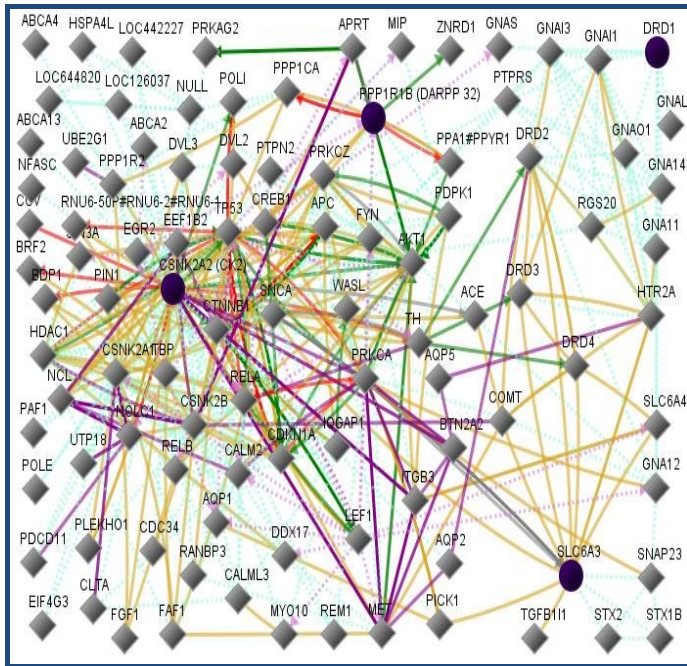 ABCA4
HSPA4L
LOC442227
PRKAG2
APRT
MIP
ZNRD1
GNAS
GNAI3
GNAI1
DRD1
LOC644820
LOC126037
NULL
POLI
PPP1CA
PPP1R1B (DARPP 32)
PTPRS
GNAL
ABCA13
UBE2G1
ABCA2
DVL3
DVL2
PTPN2
PRKCZ
PPA1#PPYR1
DRD2
GNAO1
NFASC
PPP1R2
GNA14
RNU6-50P#RNU6-2#RNU6-1
TP53
CREB1
APC
FYN
PDPK1
RGS20
EEF1B2
EGR2
AKT1
GNA11
BRF2
BDP1
PIN1
CSNK2A2 (CK2)
SNCA
WASL
ACE
DRD3
HTR2A
CTNNB1
HDAC1
CSNK2A1
TBP
TH
DRD4
NCL
RELA
PRKCA
AQP5
COMT
SLC6A4
PAF1
NOLC1
CSNK2B
CDKN1A
IQGAP1
BTN2A2
UTP18
RELB
CALM2
POLE
AQP1
ITGB3
GNA12
PDCD11
PLEKHO1
CDC34
RANBP3
DDX17
LEF1
AQP2
SLC6A3
SNAP23
EIF4G3
CLTA
FGF1
FAF1
CALML3
MYO10
REM1
MET
PICK1
TGFB1I1
STX2
STX1B